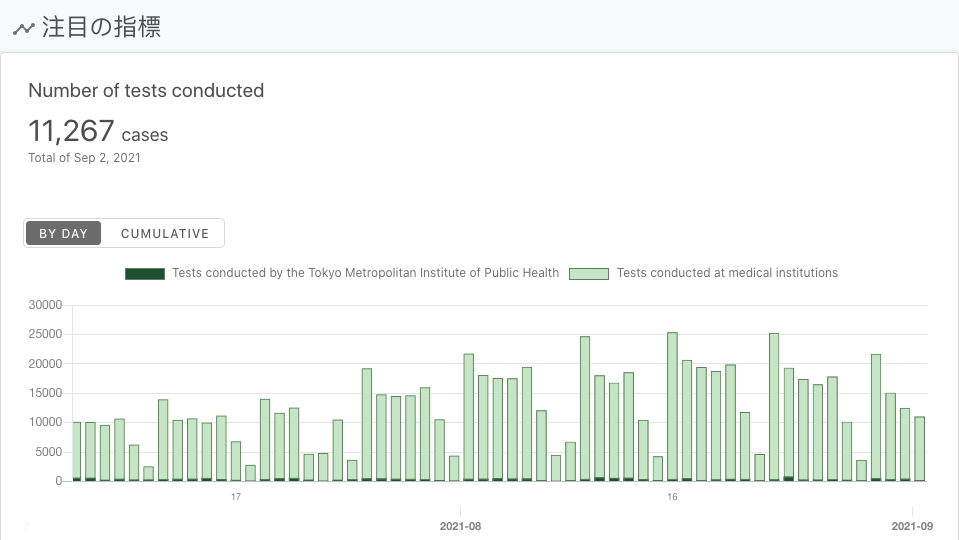 注目の指標
Number of tests conducted
11,267 cases
Total of Sep 2, 2021
BY DAY CUMULATIVE
Tests conducted by the Tokyo Metropolitan Institute of Public Health Tests conducted at medical institutions
30000
25000
20000
15000
10000
5000
0
17 16
2021-08 2021-09